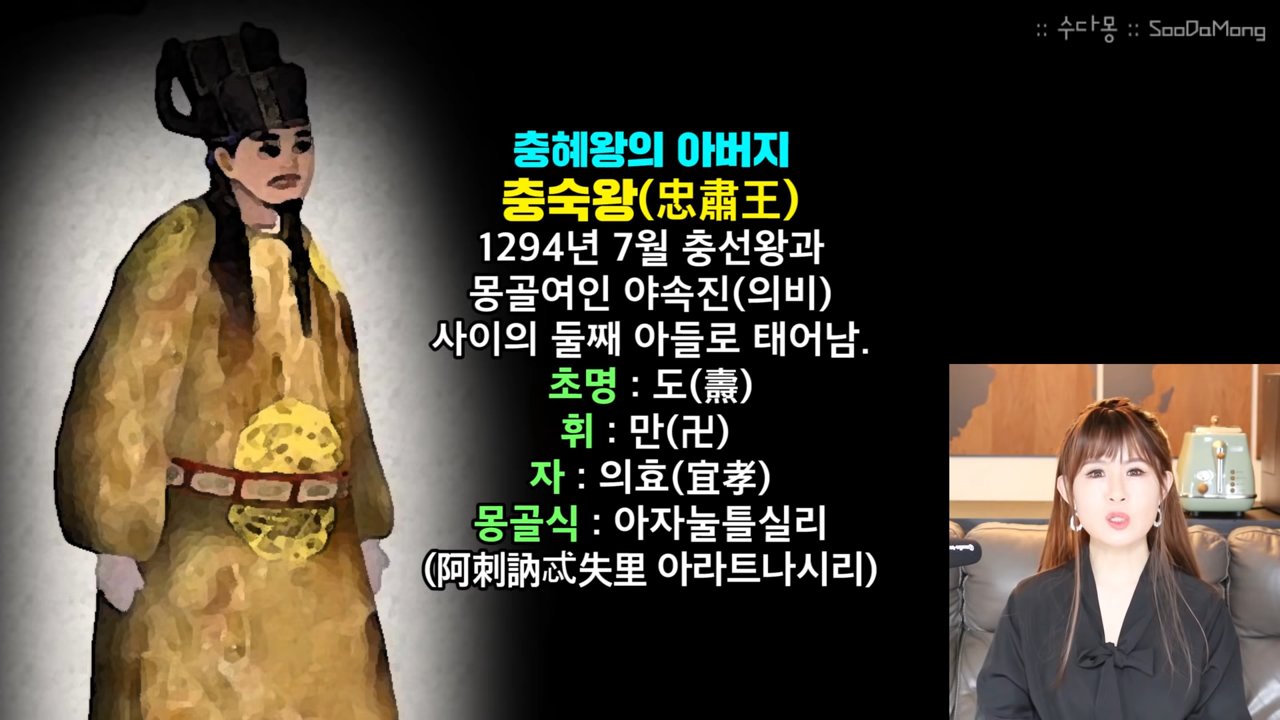 :: 수다몽 :: SooDaMong
충혜왕의 아버지
충숙왕(忠肅王)
1294년 7월 충선왕과
몽골여인 야속진(의비)
사이의 둘째 아들로 태어남.
초명 : 도(燾)
휘 : 만(卍)
자 : 의효(宜孝)
몽골식 : 아자눌틀실리
(阿刺訥忒失里 아라트나시리)